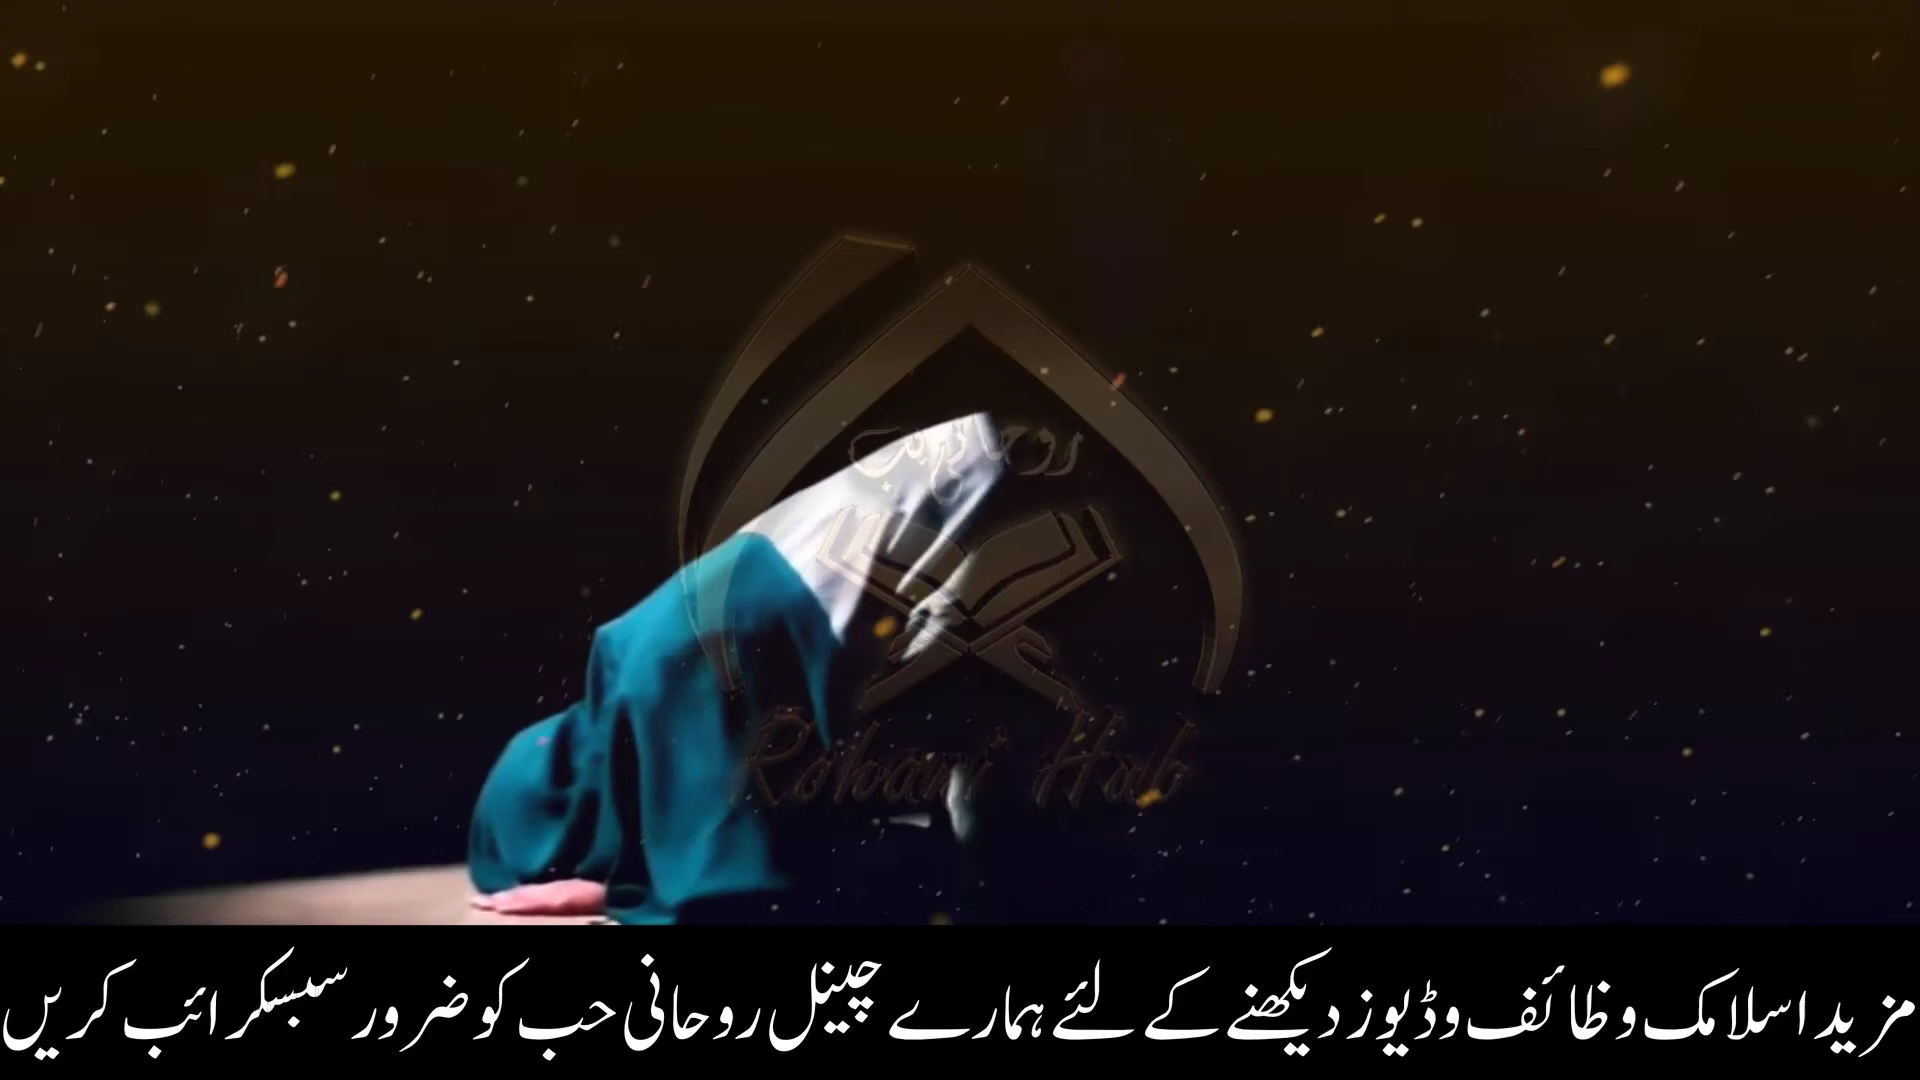 روحانی حب
Rohani Hub
مزید اسلامک وظائف وڈیوز دیکھنے کے لئے ہمارے چینل روحانی حب کو ضرور سبسکرائب کریں